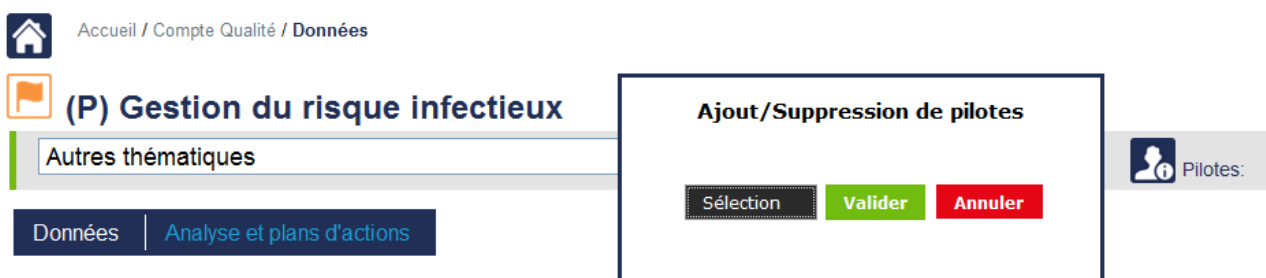 Accueil / Compte Qualité / Données
(P) Gestion du risque infectieux
Autres thématiques
Ajout/Suppression de pilotes
Sélection Valider Annuler
Pilotes:
Données Analyse et plans d'actions